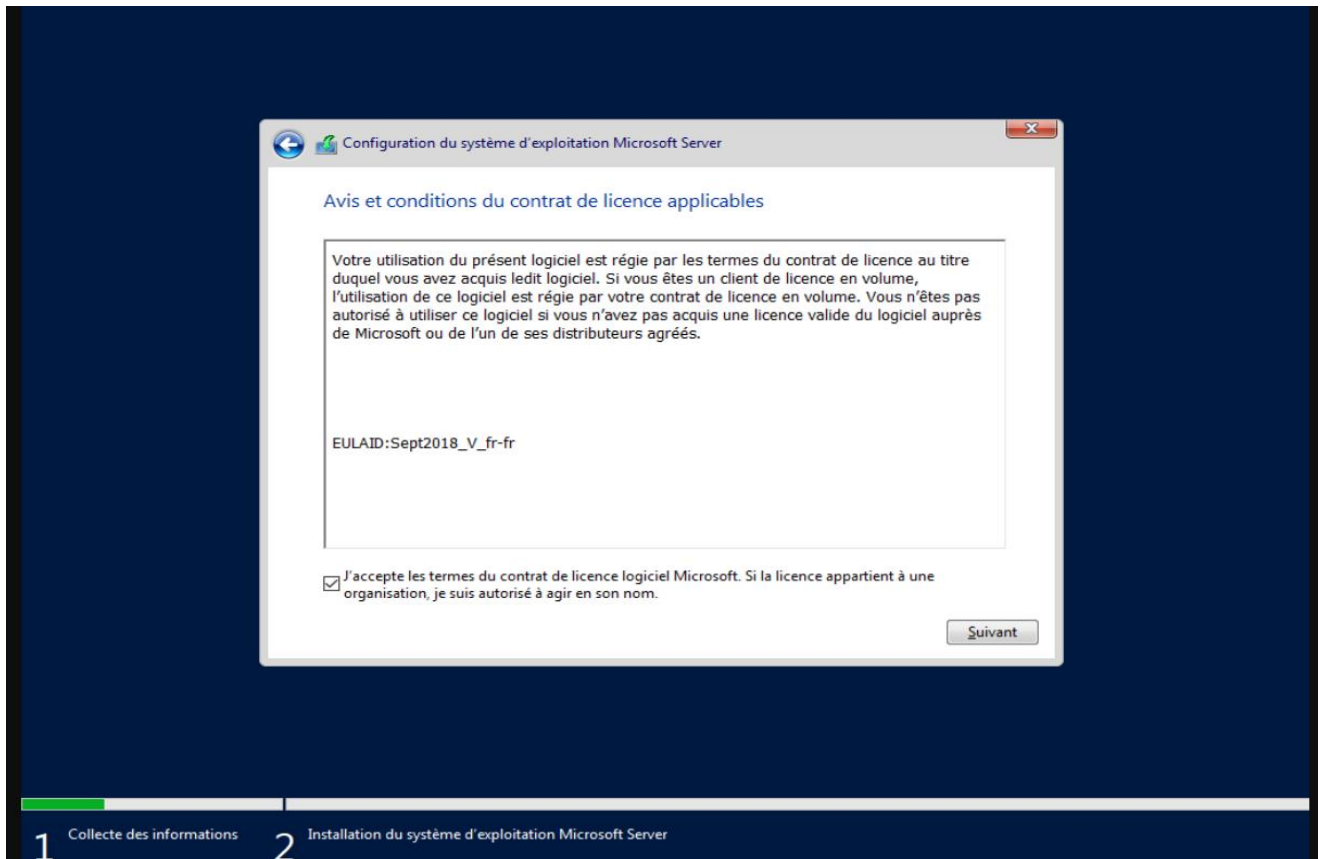 Configuration du système d'exploitation Microsoft Server
x
Avis et conditions du contrat de licence applicables
Votre utilisation du présent logiciel est régie par les termes du contrat de licence au titre
duquel vous avez acquis ledit logiciel. Si vous êtes un client de licence en volume,
l'utilisation de ce logiciel est régie par votre contrat de licence en volume. Vous n'êtes pas
autorisé à utiliser ce logiciel si vous n'avez pas acquis une licence valide du logiciel auprès
de Microsoft ou de l'un de ses distributeurs agréés.
EULAID:Sept2018_V_fr-fr
J'accepte les termes du contrat de licence logiciel Microsoft. Si la licence appartient à une
organisation, je suis autorisé à agir en son nom.
Suivant
1 Collecte des informations
2 Installation du système d'exploitation Microsoft Server